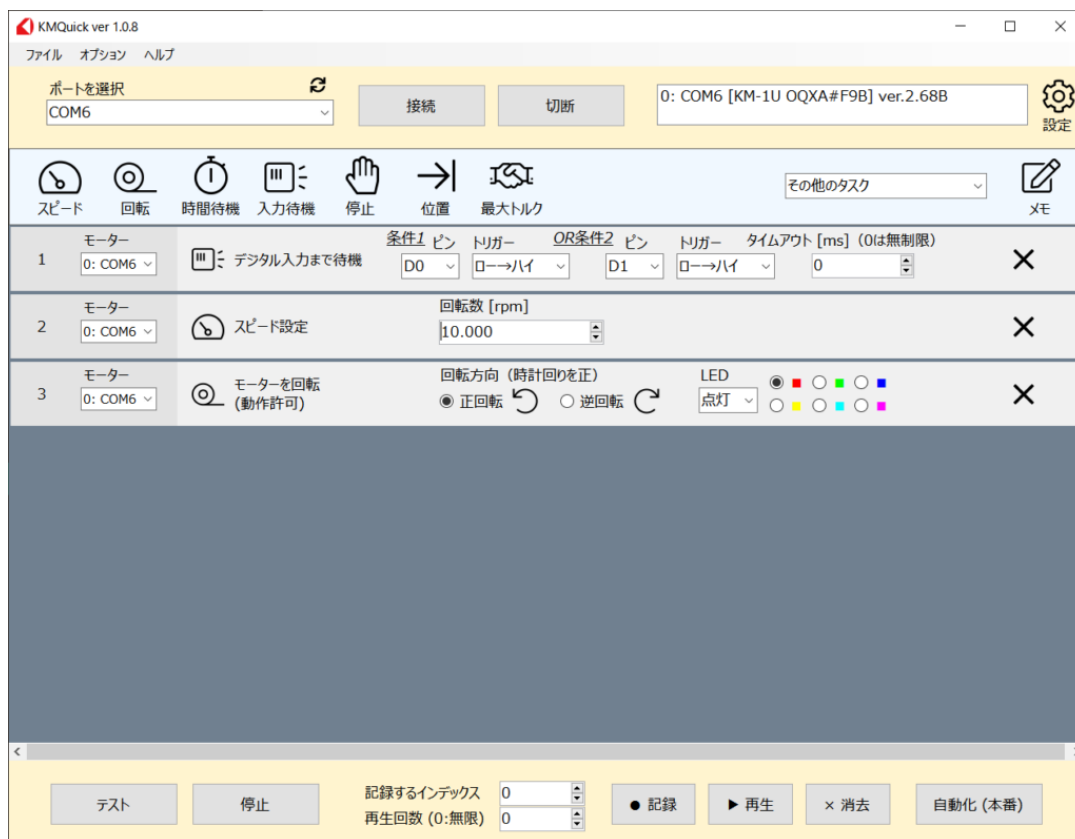 KMQuick ver 1.0.8
ファイル オプション ヘルプ
ポートを選択
COM6
接続
切断
0: COM6 [KM-1U OQXA#F9B] ver.2.68B
設定
スピード 回転 時間待機 入力待機 停止 位置 最大トルク
その他のタスク
メモ
1
モーター
0: COM6
デジタル入力まで待機
条件1 ピン トリガー OR条件2 ピン トリガー タイムアウト [ms] (0は無制限)
D0 ロー→ハイ D1 ロー→ハイ 0
2
モーター
0: COM6
スピード設定
回転数 [rpm]
10.000
3
モーター
0: COM6
モーターを回転
(動作許可)
回転方向 (時計回りを正)
正回転 逆回転
LED
点灯
テスト
停止
記録するインデックス 0
再生回数 (0:無限) 0
● 記録
▶ 再生
× 消去
自動化 (本番)